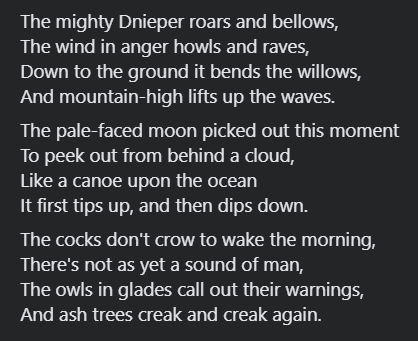 The mighty Dnieper roars and bellows,
The wind in anger howls and raves,
Down to the ground it bends the willows,
And mountain-high lifts up the waves.
The pale-faced moon picked out this moment
To peek out from behind a cloud,
Like a canoe upon the ocean
It first tips up, and then dips down.
The cocks don't crow to wake the morning,
There's not as yet a sound of man,
The owls in glades call out their warnings,
And ash trees creak and creak again.